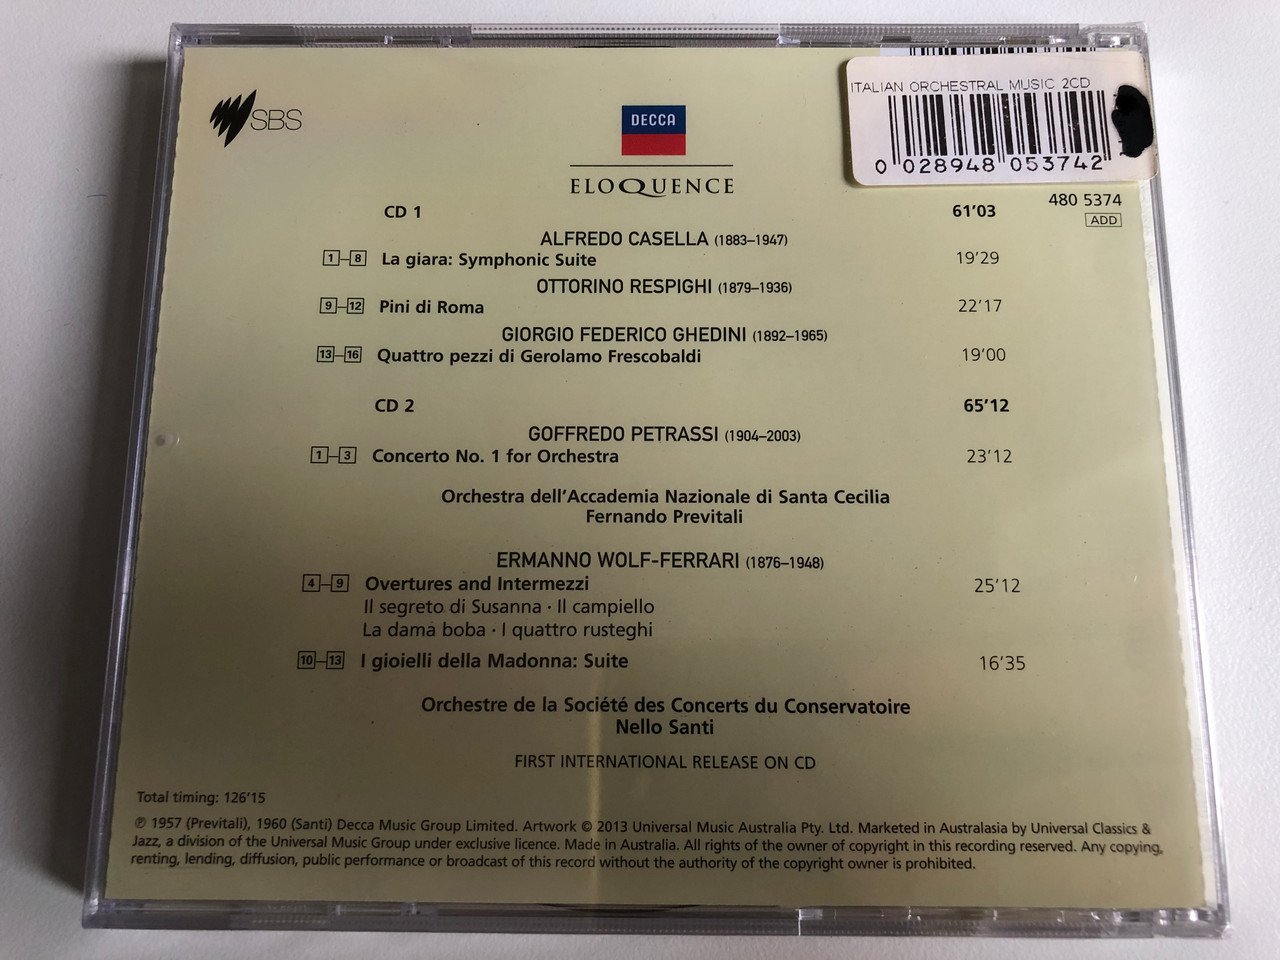 SBS
DECCA
ELOQUENCE
ITALIAN ORCHESTRAL MUSIC 2CD
0 028948 053742
480 5374
ADD
CD 1 61’03
ALFREDO CASELLA (1883–1947)
1–8 La giara: Symphonic Suite 19’29
OTTORINO RESPIGHI (1879–1936)
9–12 Pini di Roma 22’17
GIORGIO FEDERICO GHEDINI (1892–1965)
13–16 Quattro pezzi di Gerolamo Frescobaldi 19’00
CD 2 65’12
GOFFREDO PETRASSI (1904–2003)
1–3 Concerto No. 1 for Orchestra 23’12
Orchestra dell’Accademia Nazionale di Santa Cecilia
Fernando Previtali
ERMANNO WOLF-FERRARI (1876–1948)
4–9 Overtures and Intermezzi 25’12
Il segreto di Susanna · Il campiello
La dama boba · I quattro rusteghi
10–13 I gioielli della Madonna: Suite 16’35
Orchestre de la Société des Concerts du Conservatoire
Nello Santi
FIRST INTERNATIONAL RELEASE ON CD
Total timing: 126’15
℗ 1957 (Previtali), 1960 (Santi) Decca Music Group Limited. Artwork © 2013 Universal Music Australia Pty. Ltd. Marketed in Australasia by Universal Classics &
Jazz, a division of the Universal Music Group under exclusive licence. Made in Australia. All rights of the owner of copyright in this recording reserved. Any copying,
renting, lending, diffusion, public performance or broadcast of this record without the authority of the copyright owner is prohibited.